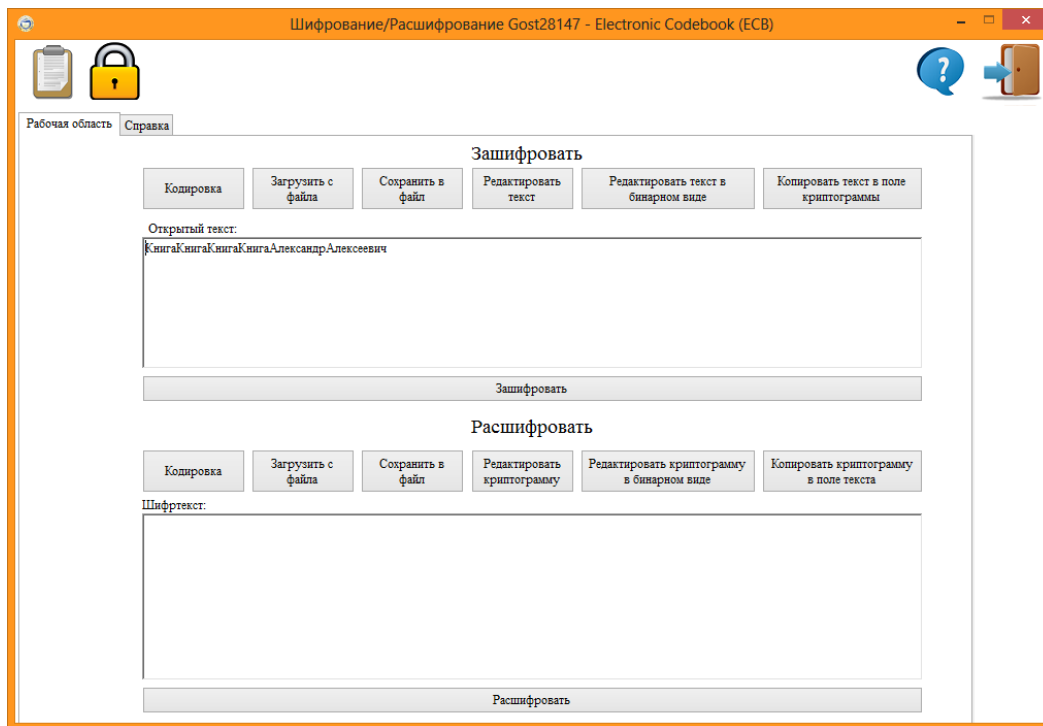 Шифрование/Расшифрование Gost28147 - Electronic Codebook (ECB)
Рабочая область
Справка
Зашифровать
Кодировка
Загрузить с
файла
Сохранить в
файл
Редактировать
текст
Редактировать текст в
бинарном виде
Копировать текст в поле
криптограммы
Открытый текст:
КнигаКнигаКнигаКнигаАлександрАлексеевич
Зашифровать
Расшифровать
Кодировка
Загрузить с
файла
Сохранить в
файл
Редактировать
криптограмму
Редактировать криптограмму
в бинарном виде
Копировать криптограмму
в поле текста
Шифртекст:
Расшифровать